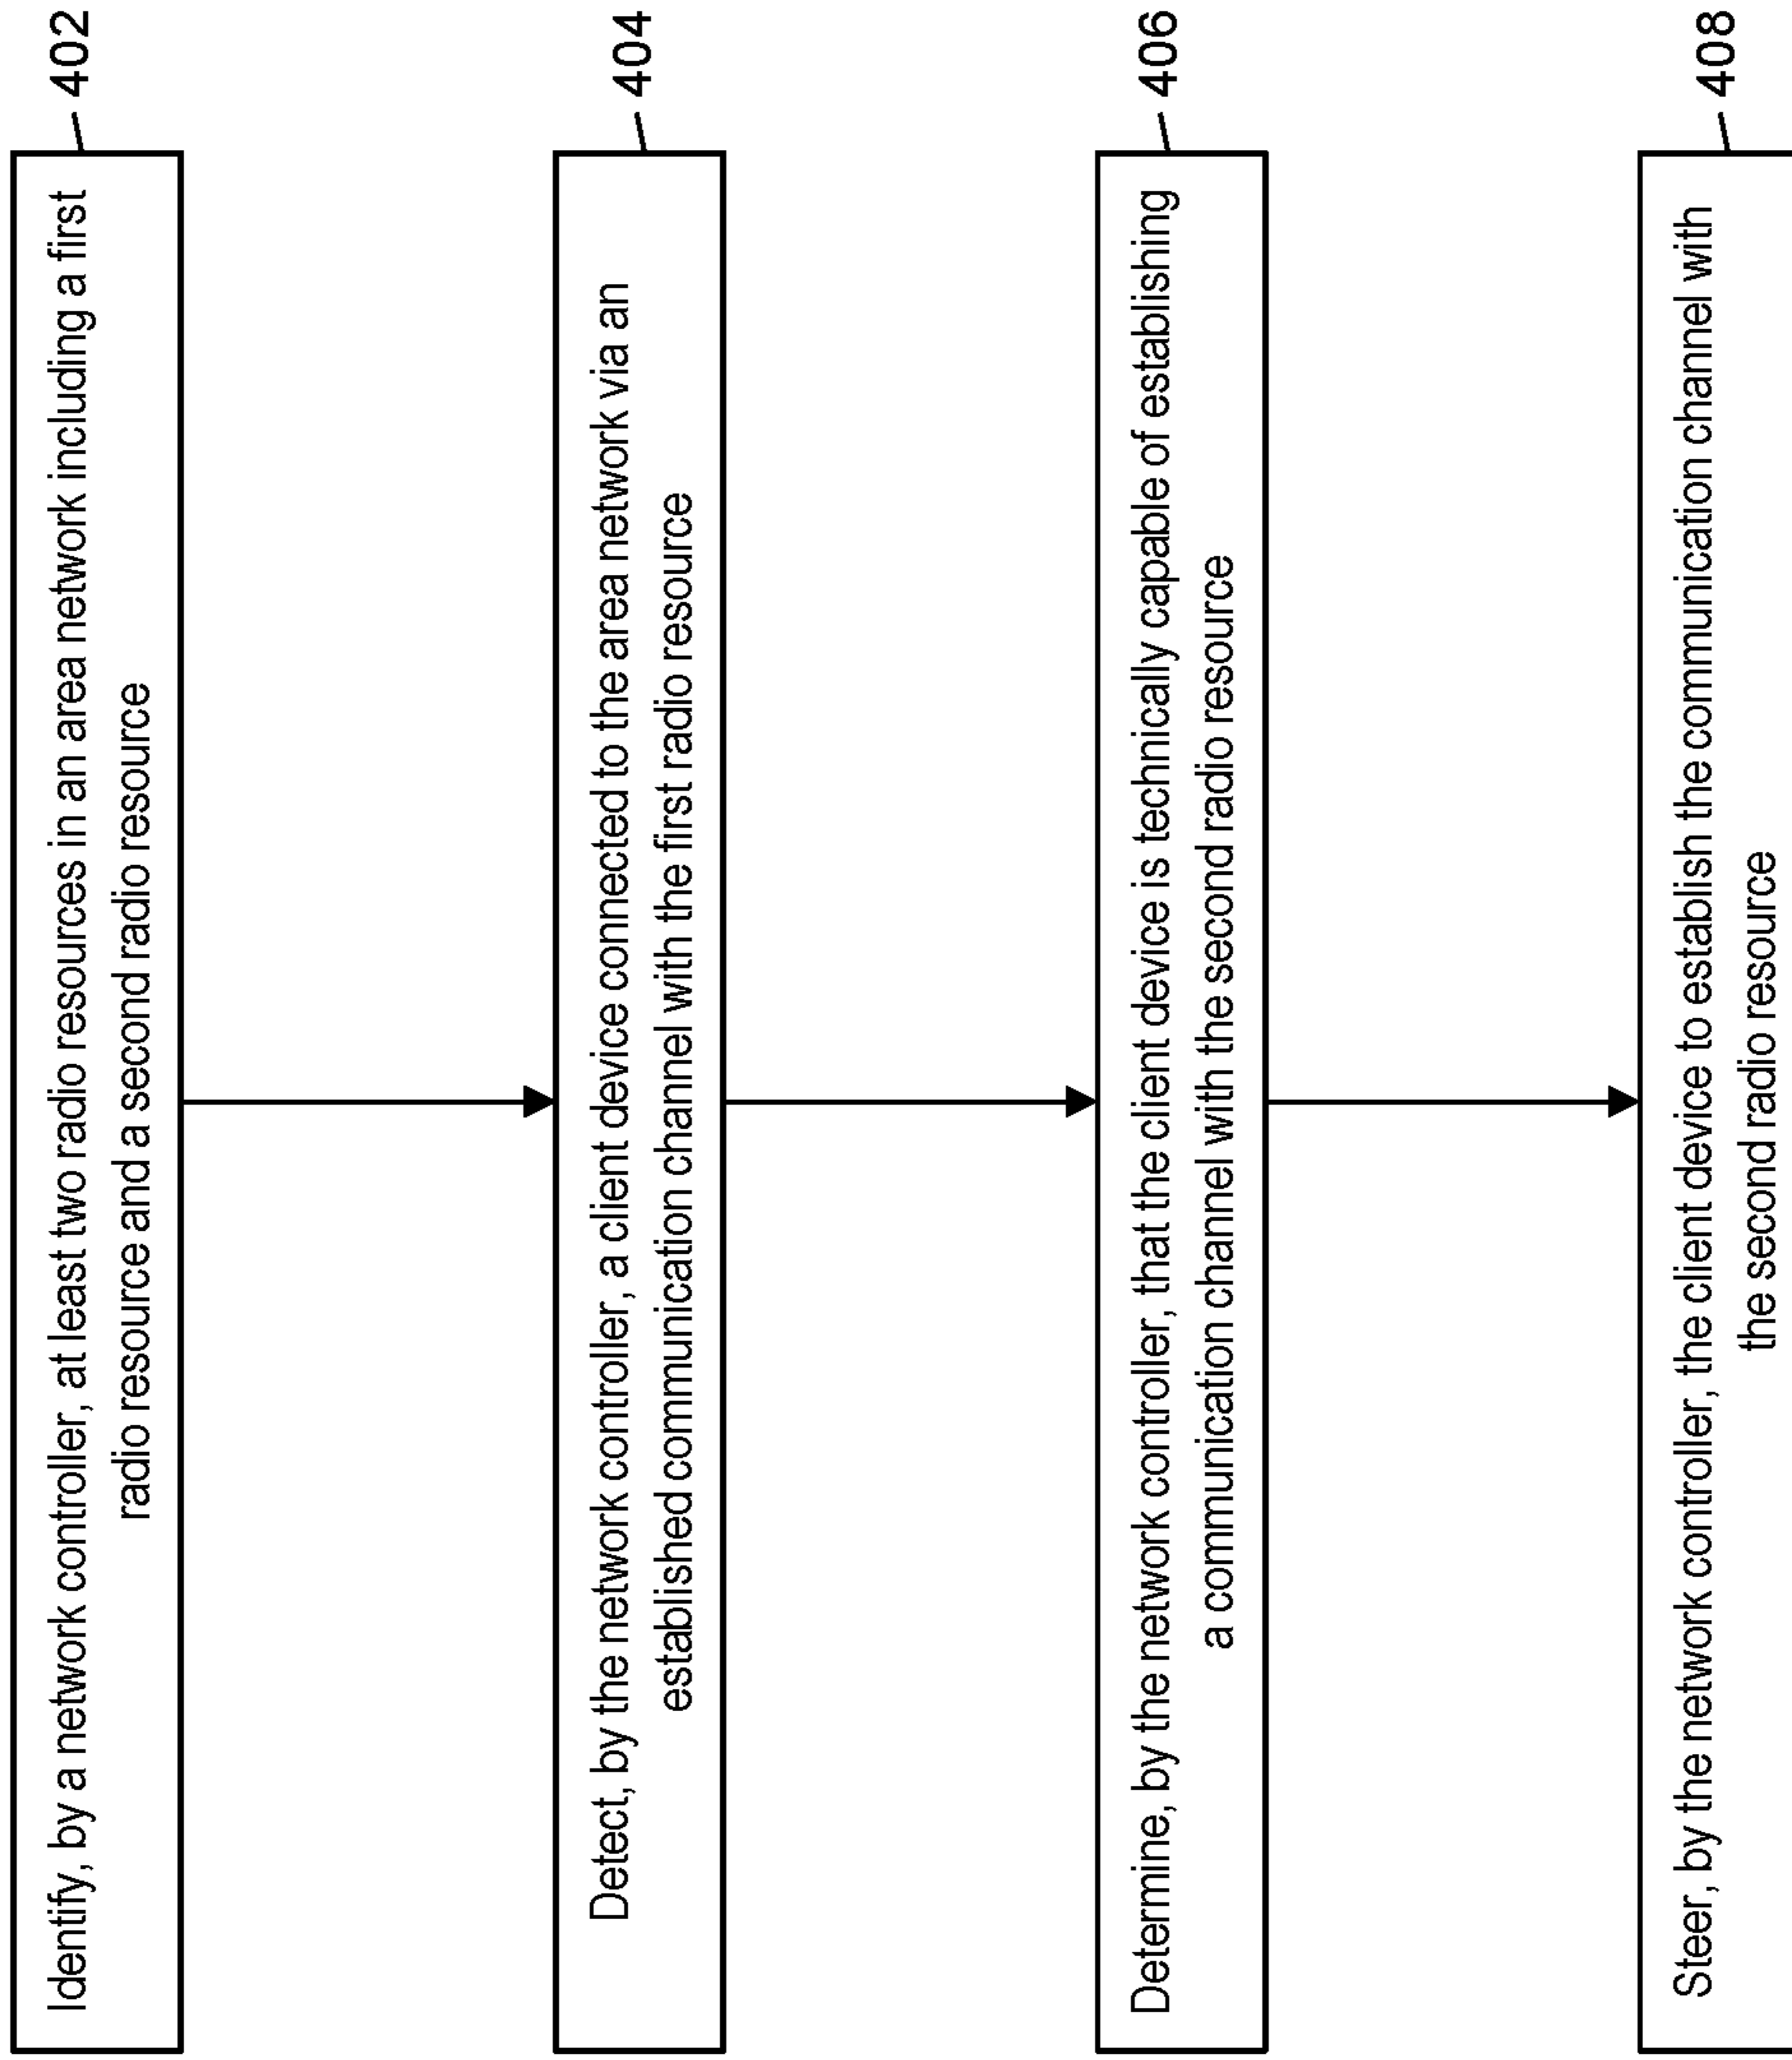 Identify, by a network controller, at least two radio resources in an area network including a first
radio resource and a second radio resource
402
Detect, by the network controller, a client device connected to the area network via an
established communication channel with the first radio resource
404
Determine, by the network controller, that the client device is technically capable of establishing
a communication channel with the second radio resource
406
Steer, by the network controller, the client device to establish the communication channel with
the second radio resource
408